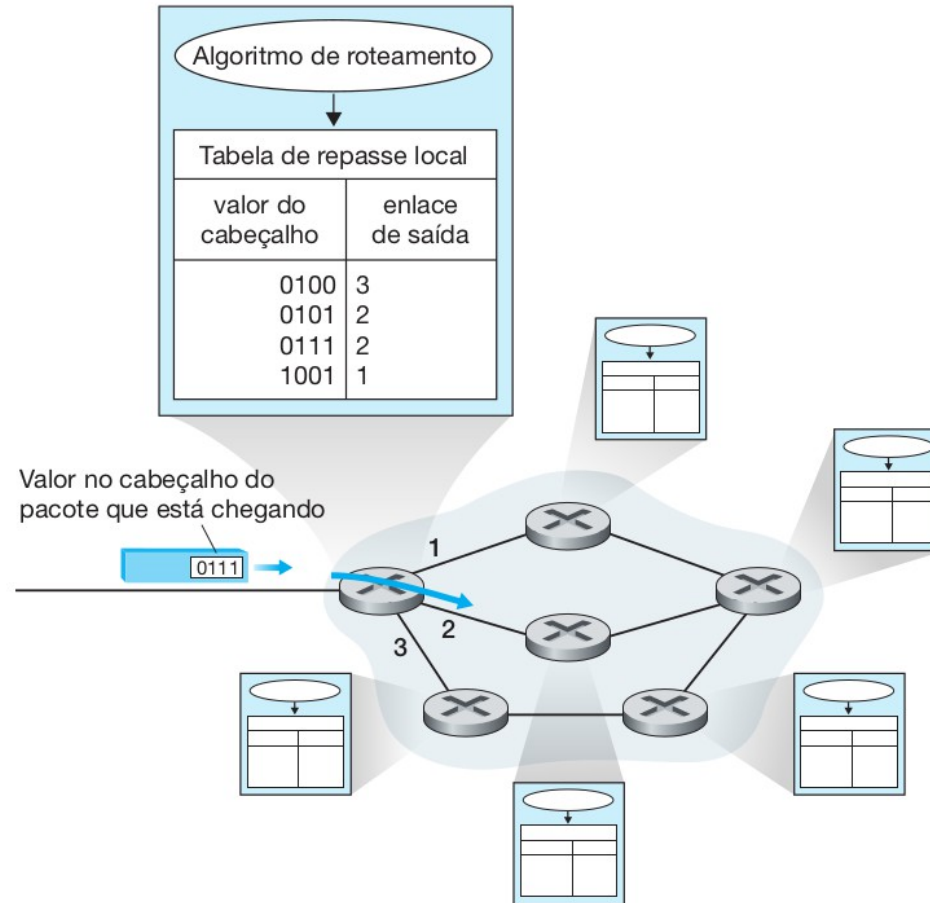 Algoritmo de roteamento
Tabela de repasse local
valor do
cabeçalho
enlace
de saída
0100 3
0101 2
0111 2
1001 1
Valor no cabeçalho do
pacote que está chegando
0111
1
2
3